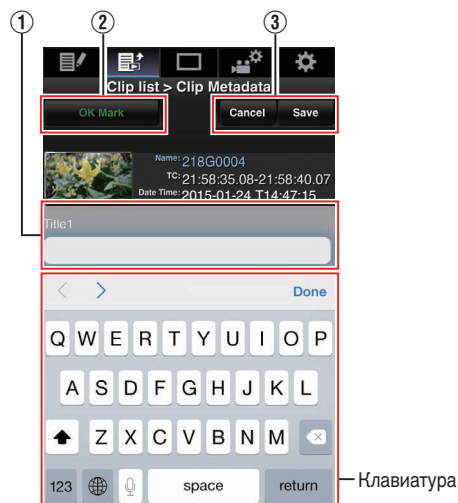 ① ② ③
Clip list > Clip Metadata
OK Mark Cancel Save
Name: 218G0004
TC: 21:58:35.08-21:58:40.07
Date Time: 2015-01-24 T14:47:15
Title1
Done
Q W E R T Y U I O P
A S D F G H J K L
Z X C V B N M
123 space return
Клавиатура